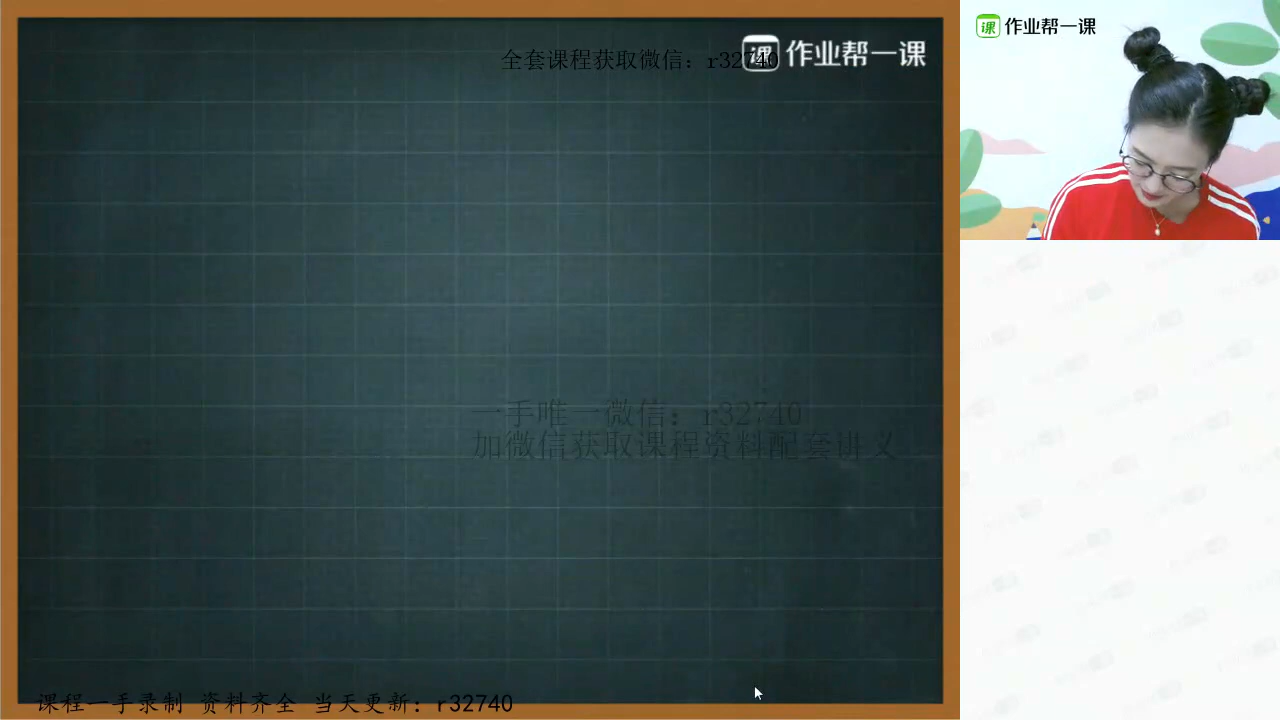 全套课程获取微信：r32740
课 作业帮一课
课 作业帮一课
一手唯一微信：r32740
加微信获取课程资料配套讲义
课程一手录制 资料齐全 当天更新：r32740